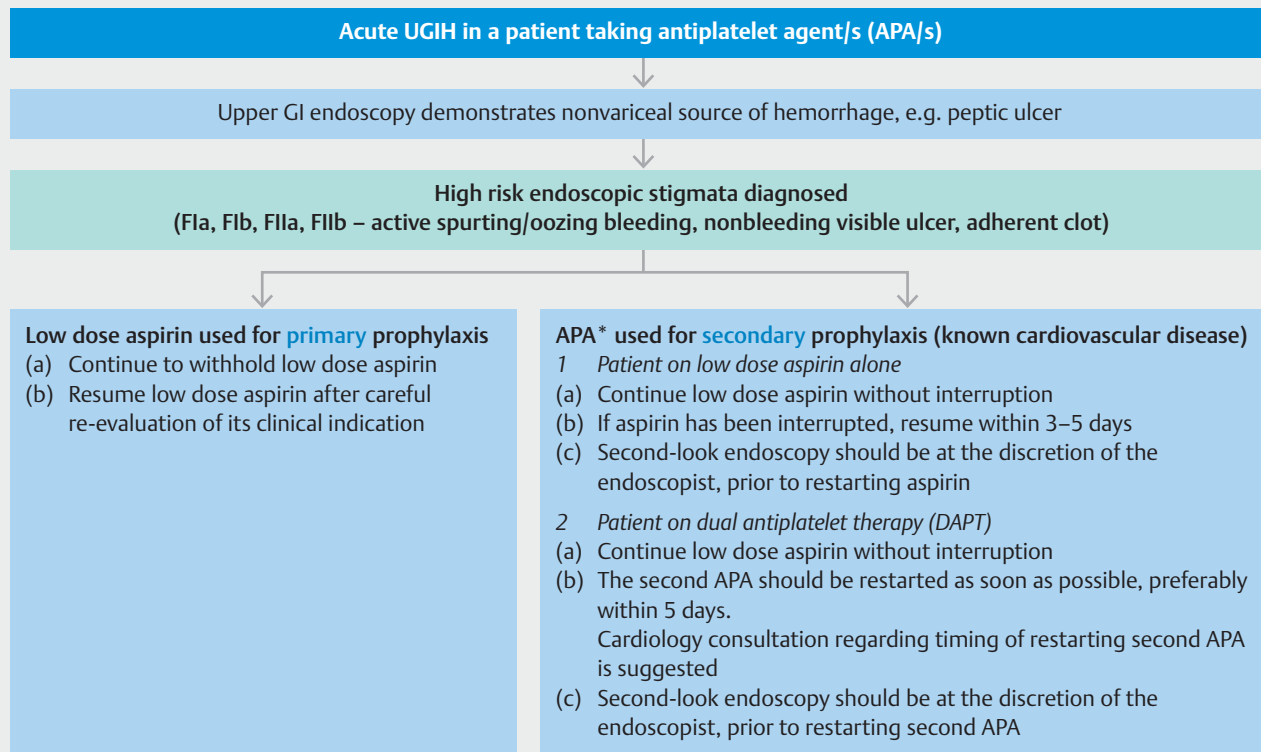 Acute UGIH in a patient taking antiplatelet agent/s (APA/s)
Upper GI endoscopy demonstrates nonvariceal source of hemorrhage, e.g. peptic ulcer
High risk endoscopic stigmata diagnosed
(FIa, FIb, FIIa, FIIb – active spurting/oozing bleeding, nonbleeding visible ulcer, adherent clot)
Low dose aspirin used for primary prophylaxis
(a) Continue to withhold low dose aspirin
(b) Resume low dose aspirin after careful
re-evaluation of its clinical indication
APA* used for secondary prophylaxis (known cardiovascular disease)
1 Patient on low dose aspirin alone
(a) Continue low dose aspirin without interruption
(b) If aspirin has been interrupted, resume within 3–5 days
(c) Second-look endoscopy should be at the discretion of the
endoscopist, prior to restarting aspirin
2 Patient on dual antiplatelet therapy (DAPT)
(a) Continue low dose aspirin without interruption
(b) The second APA should be restarted as soon as possible, preferably
within 5 days.
Cardiology consultation regarding timing of restarting second APA
is suggested
(c) Second-look endoscopy should be at the discretion of the
endoscopist, prior to restarting second APA